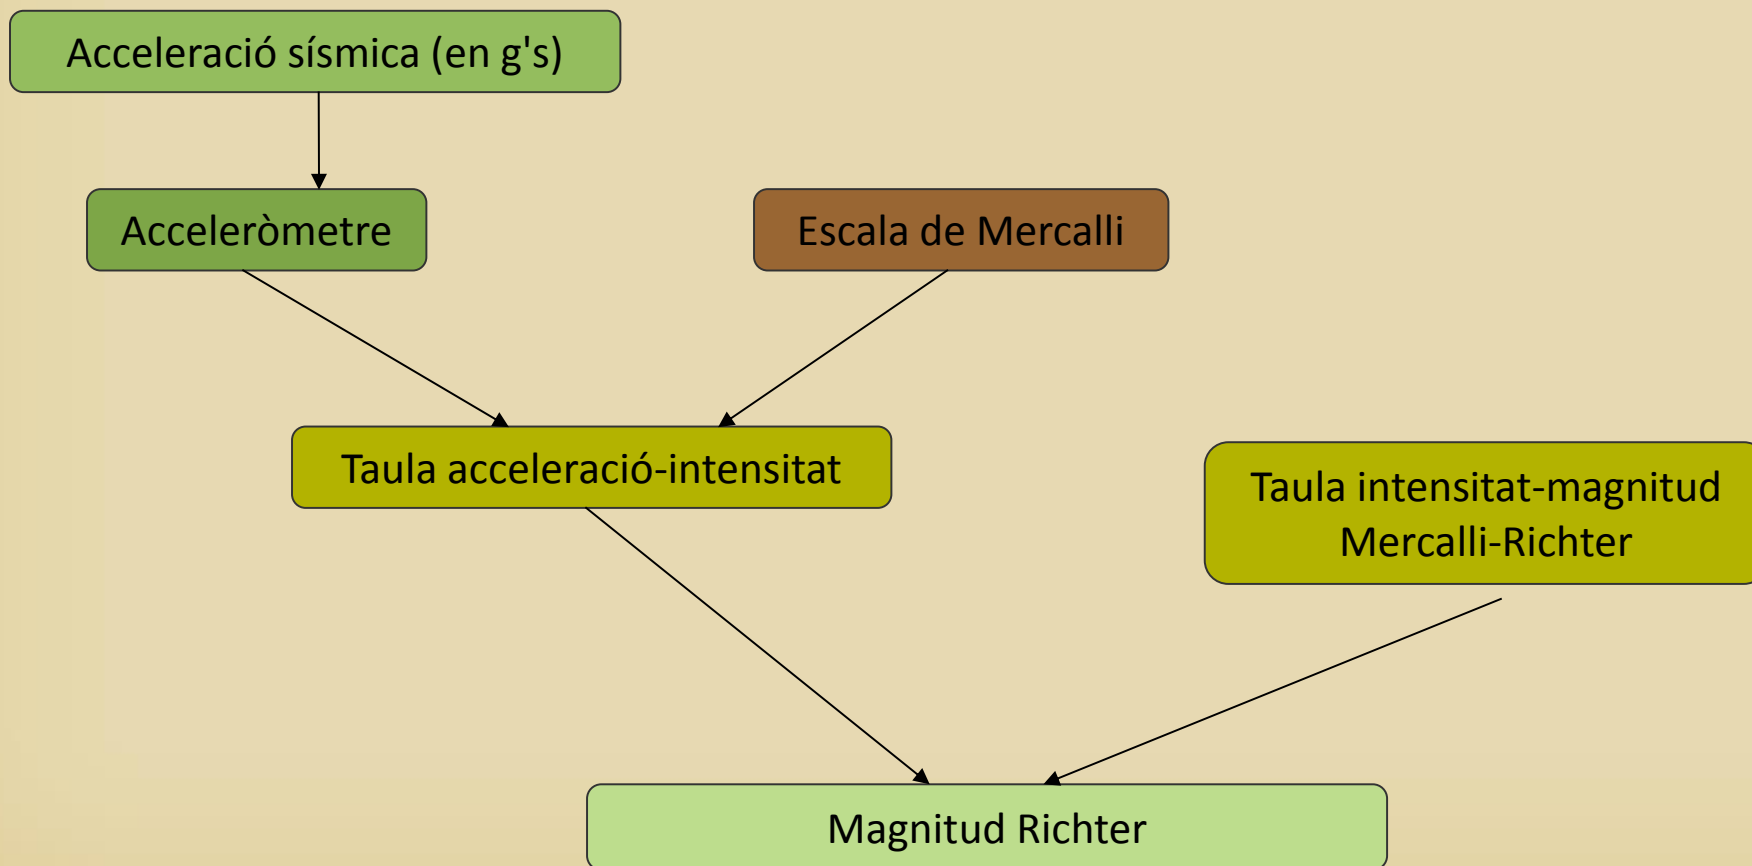 Acceleració sísmica (en g's)
Acceleròmetre
Escala de Mercalli
Taula acceleració-intensitat
Taula intensitat-magnitud
Mercalli-Richter
Magnitud Richter